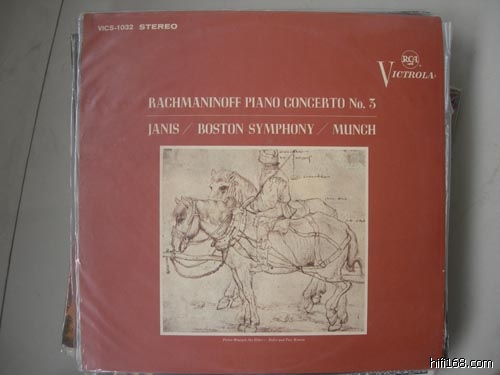 VICS-1032 STEREO
RCA
VICTROLA
RACHMANINOFF PIANO CONCERTO No. 3
JANIS / BOSTON SYMPHONY / MUNCH
hifi168.com